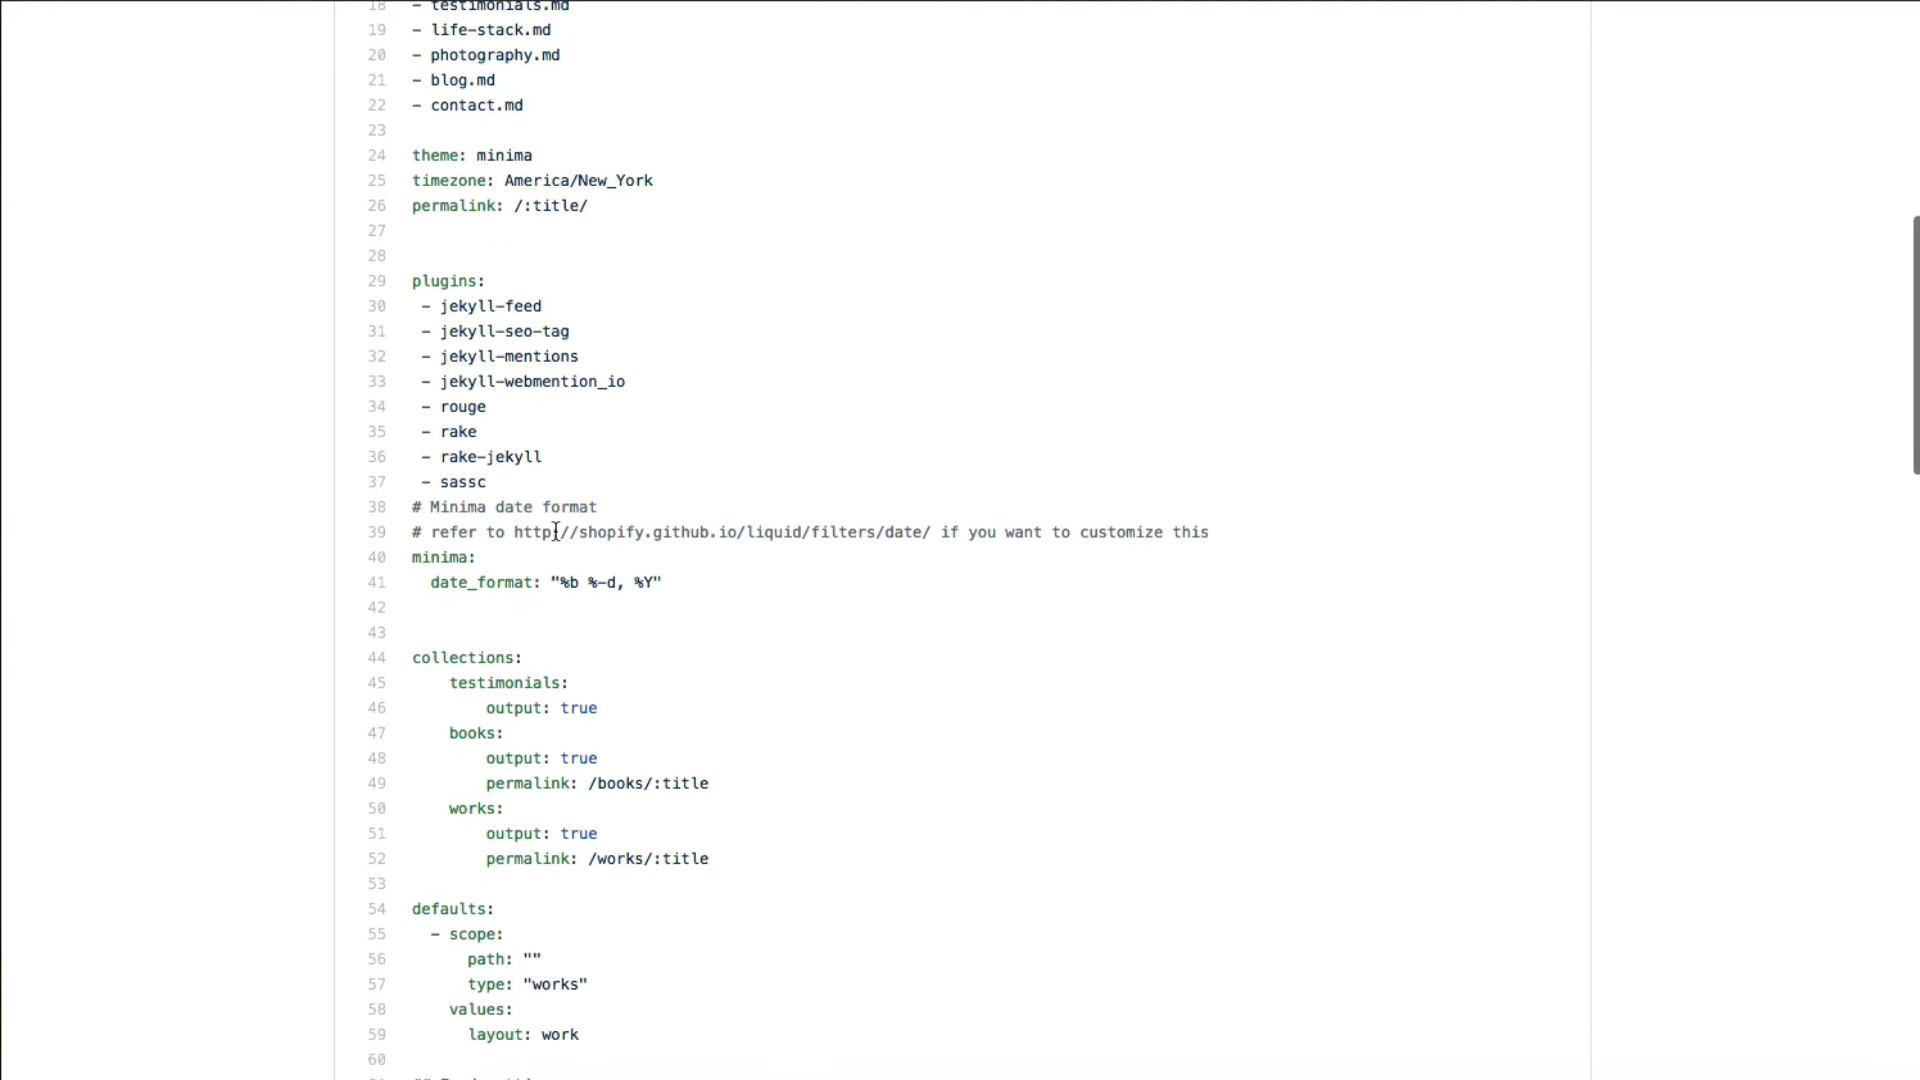 18 - testimonials.md
19 - life-stack.md
20 - photography.md
21 - blog.md
22 - contact.md
23
24 theme: minima
25 timezone: America/New_York
26 permalink: /:title/
27
28
29 plugins:
30 - jekyll-feed
31 - jekyll-seo-tag
32 - jekyll-mentions
33 - jekyll-webmention_io
34 - rouge
35 - rake
36 - rake-jekyll
37 - sassc
38 # Minima date format
39 # refer to http://shopify.github.io/liquid/filters/date/ if you want to customize this
40 minima:
41 date_format: "%b %-d, %Y"
42
43
44 collections:
45 testimonials:
46 output: true
47 books:
48 output: true
49 permalink: /books/:title
50 works:
51 output: true
52 permalink: /works/:title
53
54 defaults:
55 - scope:
56 path: ""
57 type: "works"
58 values:
59 layout: work
60